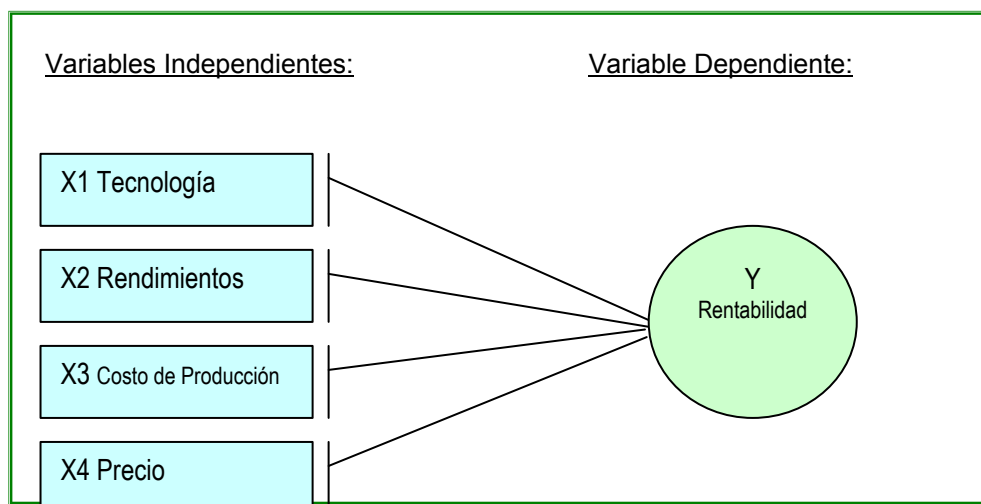 Variables Independientes:
Variable Dependiente:
X1 Tecnología
X2 Rendimientos
X3 Costo de Producción
X4 Precio
Y
Rentabilidad